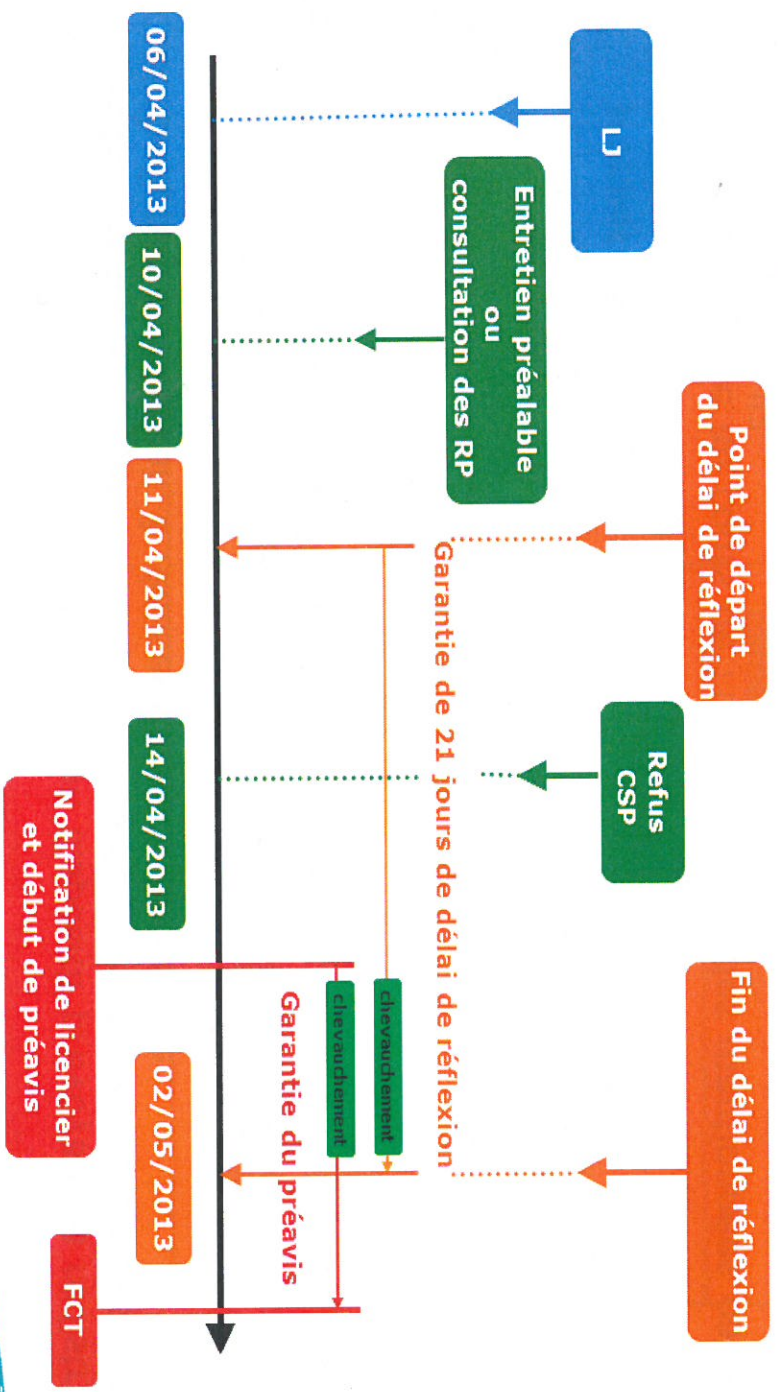 LJ
Entretien préalable
ou
consultation des RP
Point de départ
du délai de réflexion
Refus
CSP
Fin du délai de réflexion
Garantie de 21 jours de délai de réflexion
chevauchement
chevauchement
Garantie du préavis
06/04/2013
10/04/2013
11/04/2013
14/04/2013
02/05/2013
Notification de licencier
et début de préavis
FCT